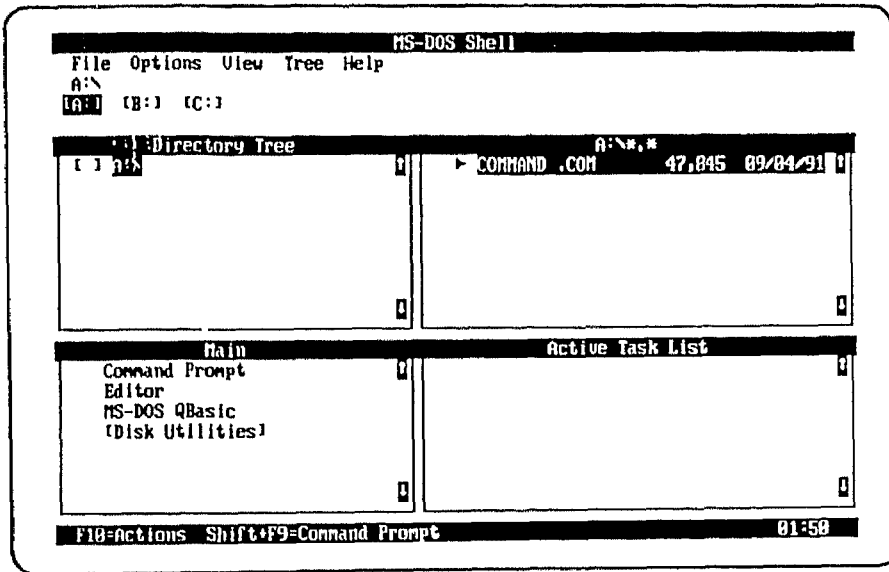 MS-DOS Shell
File Options View Tree Help
A:\
[A:] [B:] [C:]
Directory Tree
A:\*.*
[ ] A:\
COMMAND .COM 47,845 09/04/91
Main
Active Task List
Command Prompt
Editor
MS-DOS QBasic
[Disk Utilities]
F10=Actions Shift+F9=Command Prompt 01:50